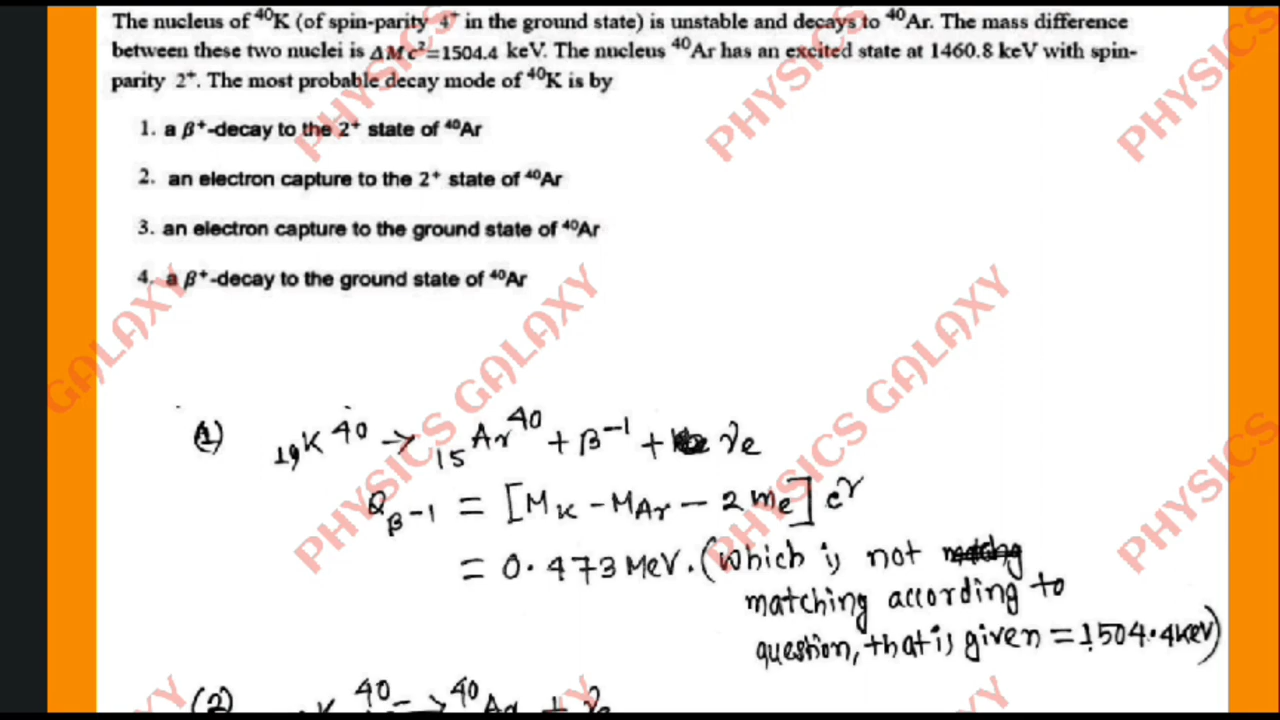 The nucleus of ⁴⁰K (of spin-parity 4⁺ in the ground state) is unstable and decays to ⁴⁰Ar. The mass difference
between these two nuclei is ΔMc²=1504.4 keV. The nucleus ⁴⁰Ar has an excited state at 1460.8 keV with spin-
parity 2⁺. The most probable decay mode of ⁴⁰K is by
1. a β⁺-decay to the 2⁺ state of ⁴⁰Ar
2. an electron capture to the 2⁺ state of ⁴⁰Ar
3. an electron capture to the ground state of ⁴⁰Ar
4. a β⁺-decay to the ground state of ⁴⁰Ar
(1) ₁₉K⁴⁰ → ₁₅Ar⁴⁰ + β⁻¹ + νe
Qβ⁻¹ = [Mk - MAr - 2me]c²
= 0.473 MeV. (which is not
matching according to
question, that is given = 1504.4 keV)
(2) K⁴⁰ → ⁴⁰Ar + νe
PHYSICS GALAXY
PHYSICS GALAXY
PHYSICS GALAXY